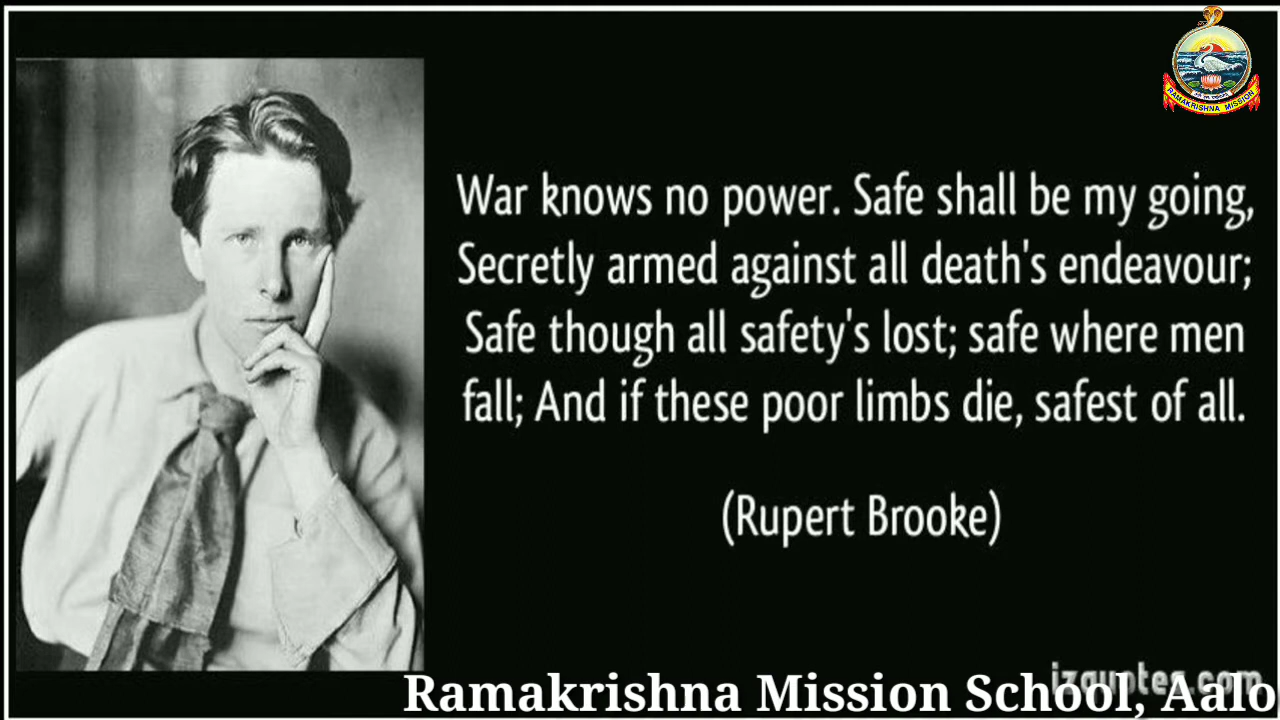 RAMAKRISHNA MISSION
War knows no power. Safe shall be my going,
Secretly armed against all death's endeavour;
Safe though all safety's lost; safe where men
fall; And if these poor limbs die, safest of all.
(Rupert Brooke)
izquotes.com
Ramakrishna Mission School, Aalo